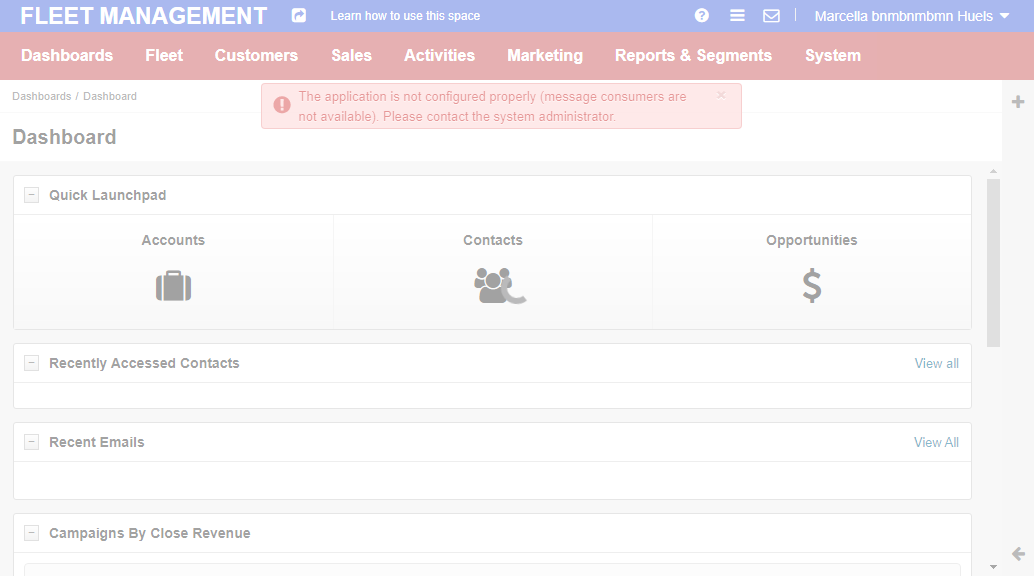 FLEET MANAGEMENT
Learn how to use this space
Marcella bnmbnmbmn Huels
Dashboards Fleet Customers Sales Activities Marketing Reports & Segments System
Dashboards / Dashboard
The application is not configured properly (message consumers are
not available). Please contact the system administrator.
Dashboard
Quick Launchpad
Accounts Contacts Opportunities
Recently Accessed Contacts View all
Recent Emails View All
Campaigns By Close Revenue